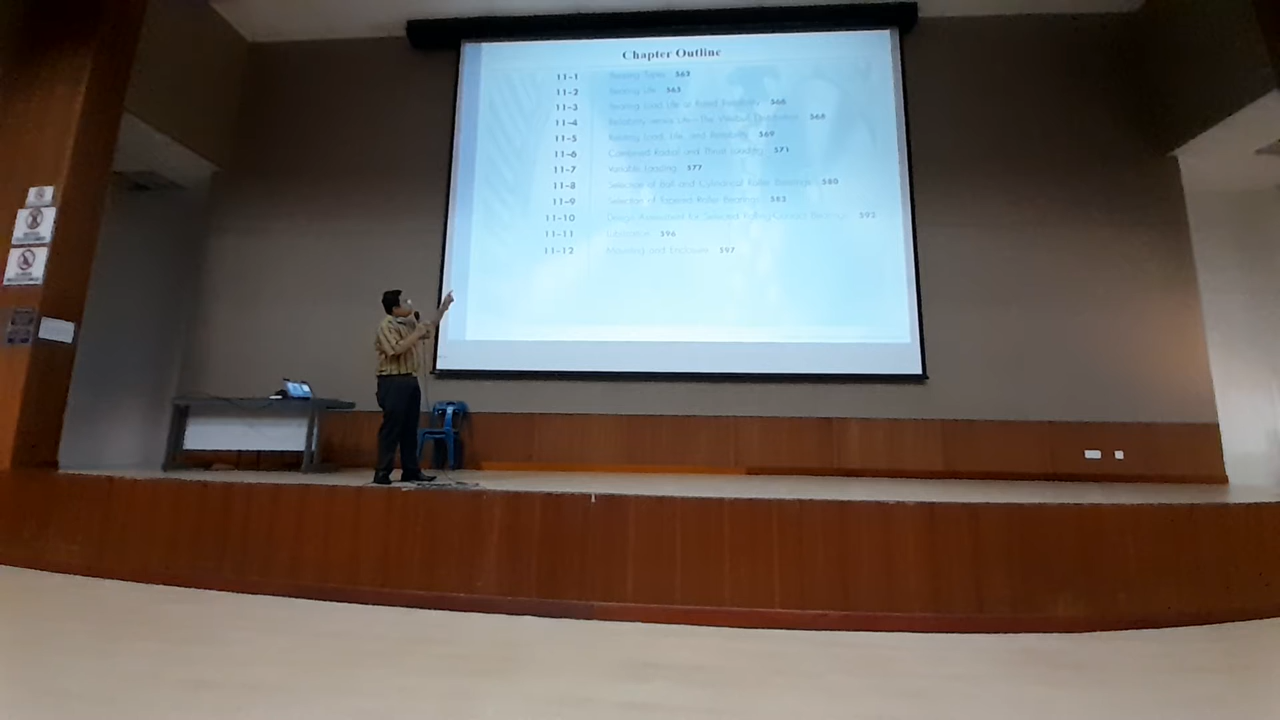 Chapter Outline
11–1 Bearing Types 563
11–2 Bearing Life 565
11–3 Bearing Load Life at Rated Reliability 566
11–4 Reliability versus Life—The Weibull Distribution 568
11–5 Relating Load, Life, and Reliability 569
11–6 Combined Radial and Thrust Loading 571
11–7 Variable Loading 577
11–8 Selection of Ball and Cylindrical Roller Bearings 580
11–9 Selection of Tapered Roller Bearings 583
11–10 Design Assessment for Selected Rolling-Contact Bearings 592
11–11 Lubrication 596
11–12 Mounting and Enclosure 597